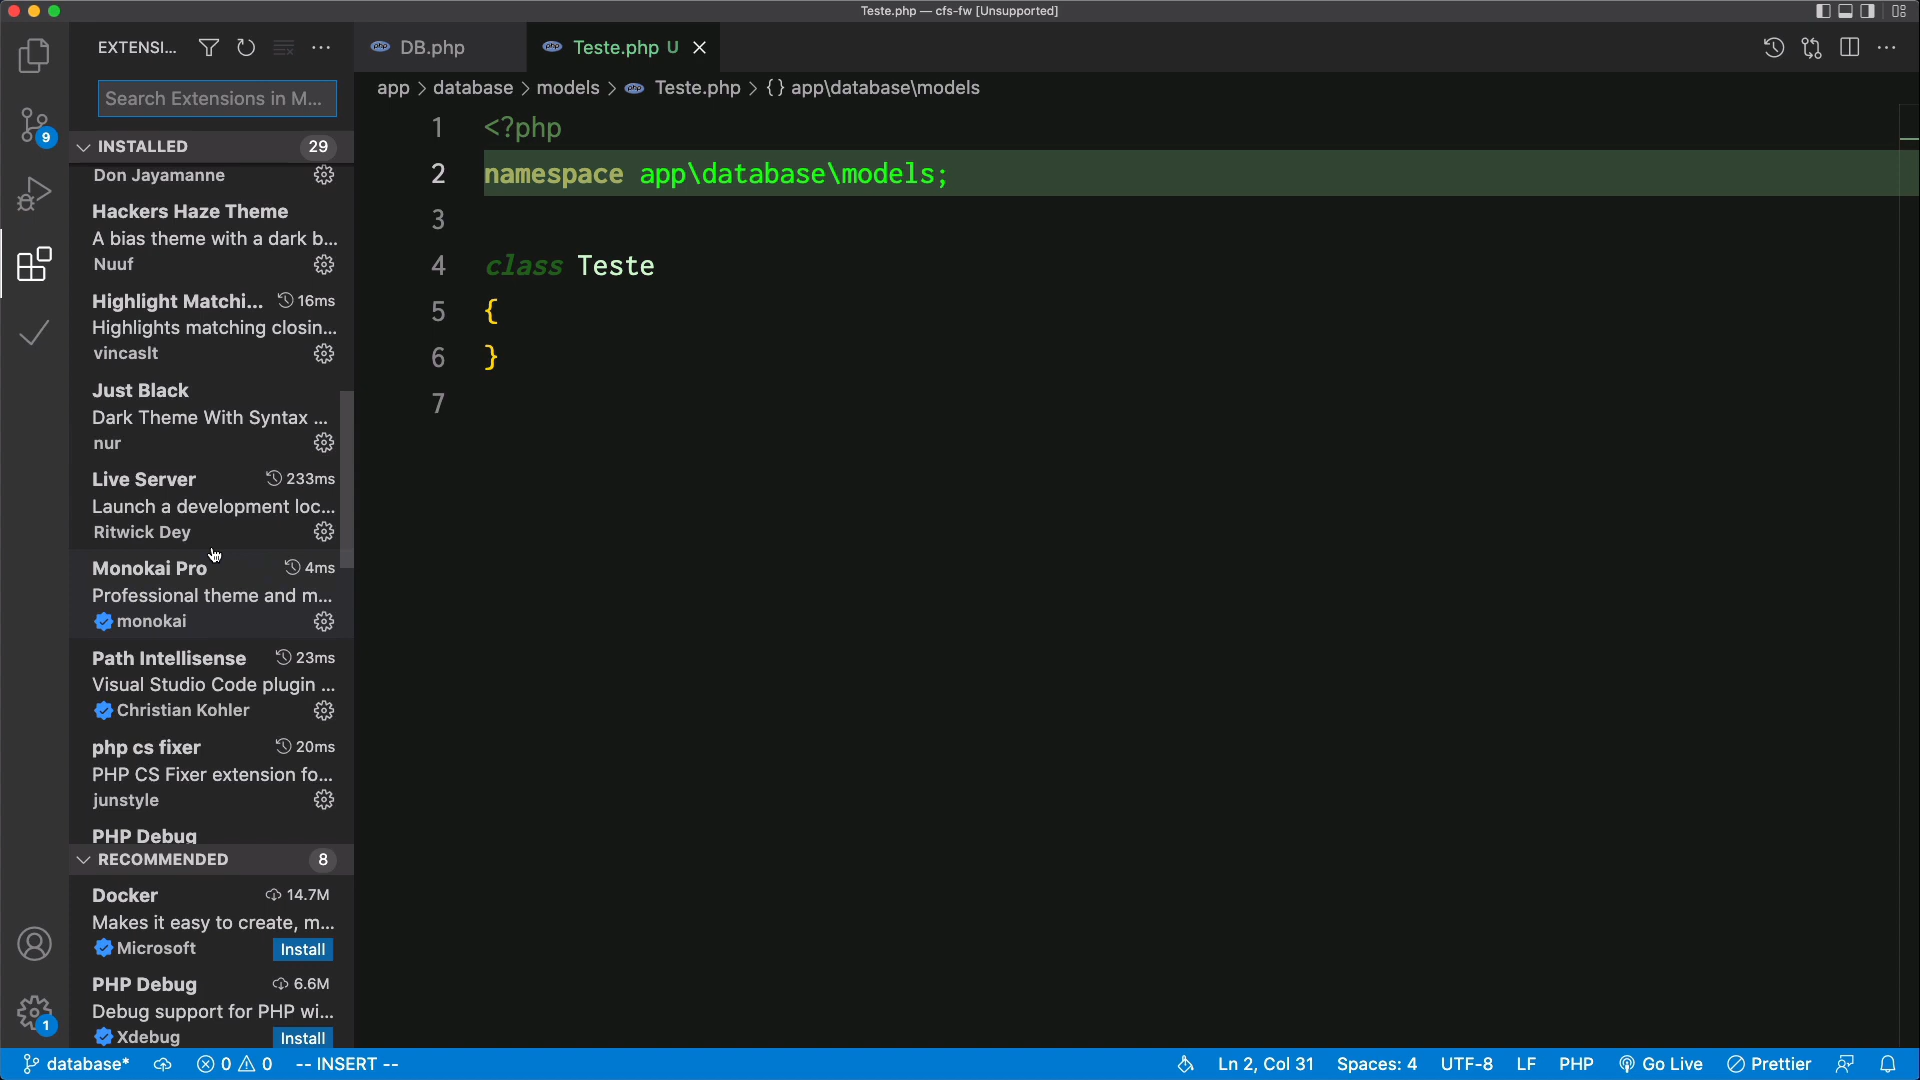 Teste.php — cfs-fw [Unsupported]
EXTENSI...
DB.php
Teste.php U
Search Extensions in M...
app > database > models > Teste.php > {} app\database\models
INSTALLED 29
Don Jayamanne
Hackers Haze Theme
A bias theme with a dark b...
Nuuf
Highlight Matchi... 16ms
Highlights matching closin...
vincaslt
Just Black
Dark Theme With Syntax ...
nur
Live Server 233ms
Launch a development loc...
Ritwick Dey
Monokai Pro 4ms
Professional theme and m...
monokai
Path Intellisense 23ms
Visual Studio Code plugin ...
Christian Kohler
php cs fixer 20ms
PHP CS Fixer extension fo...
junstyle
PHP Debug
RECOMMENDED 8
Docker 14.7M
Makes it easy to create, m...
Microsoft Install
PHP Debug 6.6M
Debug support for PHP wi...
Xdebug Install
9
1
1 <?php
2 namespace app\database\models;
3
4 class Teste
5 {
6 }
7
database* 0 0 -- INSERT -- Ln 2, Col 31 Spaces: 4 UTF-8 LF PHP Go Live Prettier